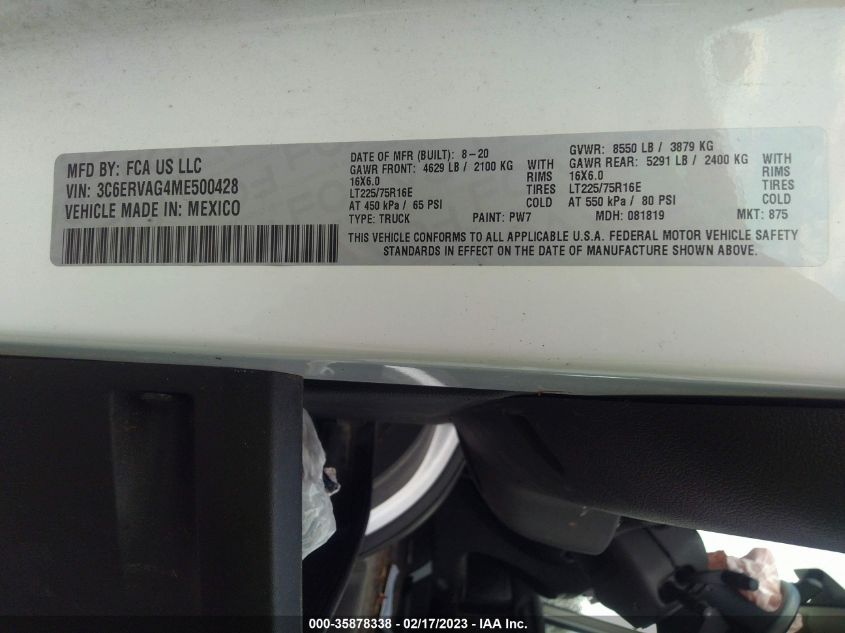 MFD BY: FCA US LLC
VIN: 3C6ERVAG4ME500428
VEHICLE MADE IN: MEXICO
DATE OF MFR (BUILT): 8-20
GAWR FRONT: 4629 LB / 2100 KG WITH
16X6.0 RIMS
LT225/75R16E TIRES
AT 450 kPa / 65 PSI COLD
TYPE: TRUCK PAINT: PW7
GVWR: 8550 LB / 3879 KG
GAWR REAR: 5291 LB / 2400 KG WITH
16X6.0 RIMS
LT225/75R16E TIRES
AT 550 kPa / 80 PSI COLD
MDH: 081819 MKT: 875
THIS VEHICLE CONFORMS TO ALL APPLICABLE U.S.A. FEDERAL MOTOR VEHICLE SAFETY
STANDARDS IN EFFECT ON THE DATE OF MANUFACTURE SHOWN ABOVE.
000-35878338 - 02/17/2023 - IAA Inc.